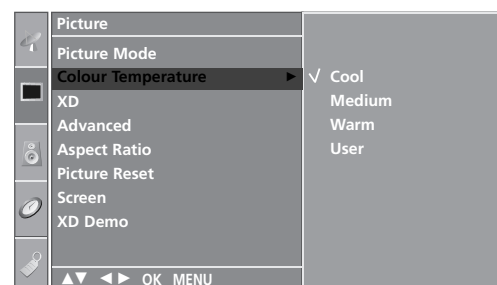 Picture
Picture Mode
Colour Temperature ►
√ Cool
XD
Medium
Advanced
Warm
Aspect Ratio
User
Picture Reset
Screen
XD Demo
▲▼ ◄► OK MENU